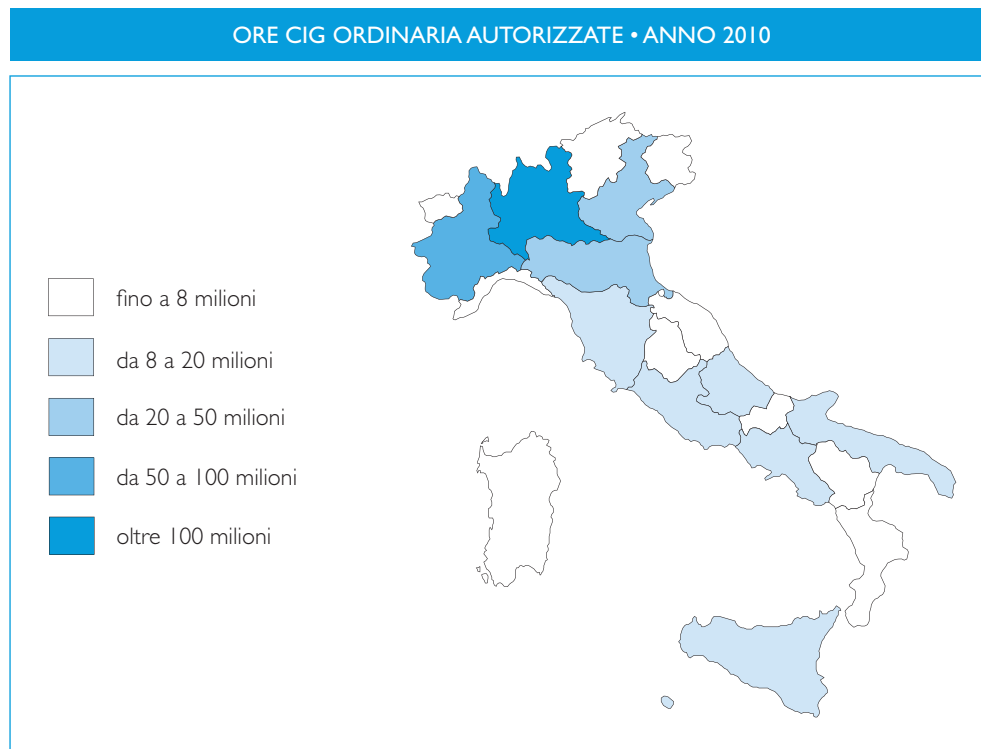 ORE CIG ORDINARIA AUTORIZZATE • ANNO 2010
fino a 8 milioni
da 8 a 20 milioni
da 20 a 50 milioni
da 50 a 100 milioni
oltre 100 milioni